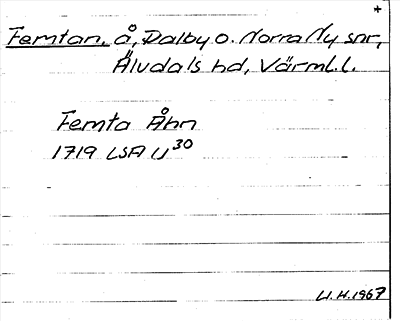 +
Femtan, å, Dalby o. Norra Ny snr,
Älvdals hd, Värml. l.
Femta Åhn
1719 LSA U 30
U.H. 1967